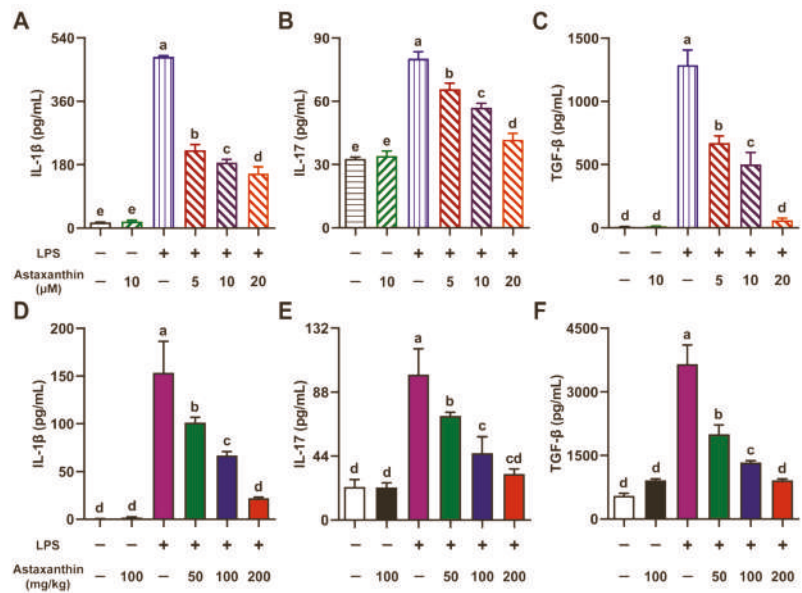 A
B
C
540
360
180
0
IL-1β (pg/mL)
e
e
a
b
c
d
90
60
30
0
IL-17 (pg/mL)
e
e
a
b
c
d
1500
1000
500
0
TGF-β (pg/mL)
d
d
a
b
c
d
LPS – – + + + + – – + + + + – – + + + +
Astaxanthin (µM) – 10 – 5 10 20 – 10 – 5 10 20 – 10 – 5 10 20
D
E
F
200
150
100
50
0
IL-1β (pg/mL)
d
d
a
b
c
d
132
88
44
0
IL-17 (pg/mL)
d
d
a
b
c
cd
4500
3000
1500
0
TGF-β (pg/mL)
d
d
a
b
c
d
LPS – – + + + + – – + + + + – – + + + +
Astaxanthin (mg/kg) – 100 – 50 100 200 – 100 – 50 100 200 – 100 – 50 100 200